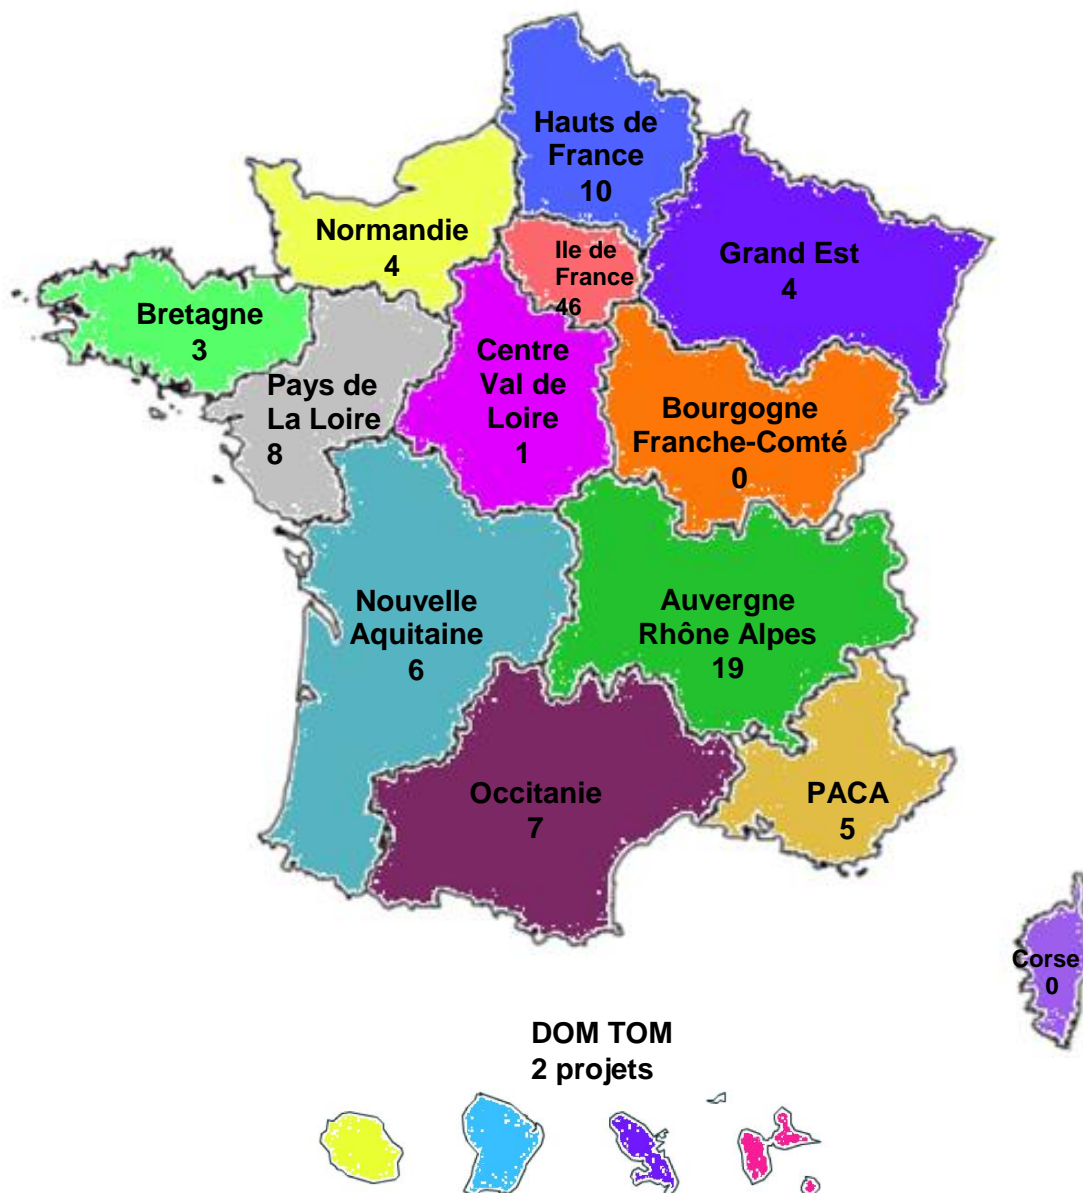 Hauts de
France
10
Normandie
4
Ile de
France
46
Grand Est
4
Bretagne
3
Centre
Val de
Loire
1
Pays de
La Loire
8
Bourgogne
Franche-Comté
0
Nouvelle
Aquitaine
6
Auvergne
Rhône Alpes
19
Occitanie
7
PACA
5
Corse
0
DOM TOM
2 projets